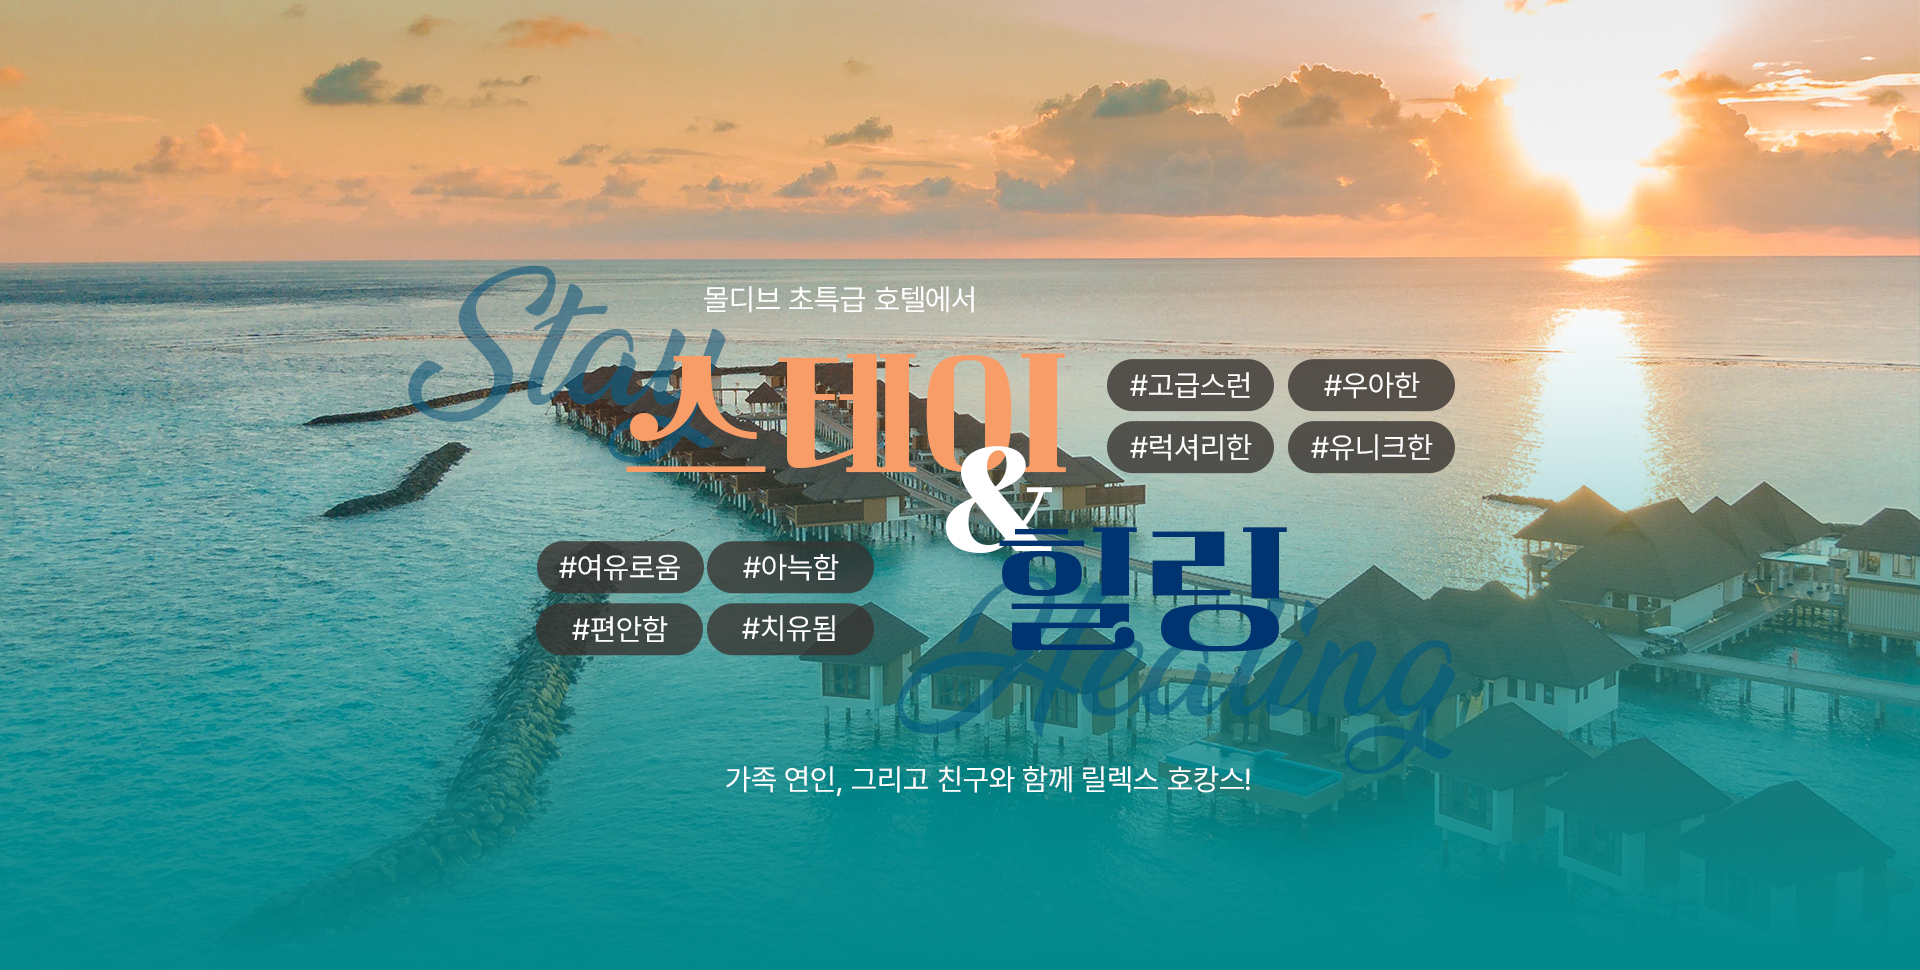 몰디브 초특급 호텔에서
Stay
스테이
#고급스런 #우아한
#럭셔리한 #유니크한
&
힐링
Healing
#여유로움 #아늑함
#편안함 #치유됨
가족 연인, 그리고 친구와 함께 릴렉스 호캉스!